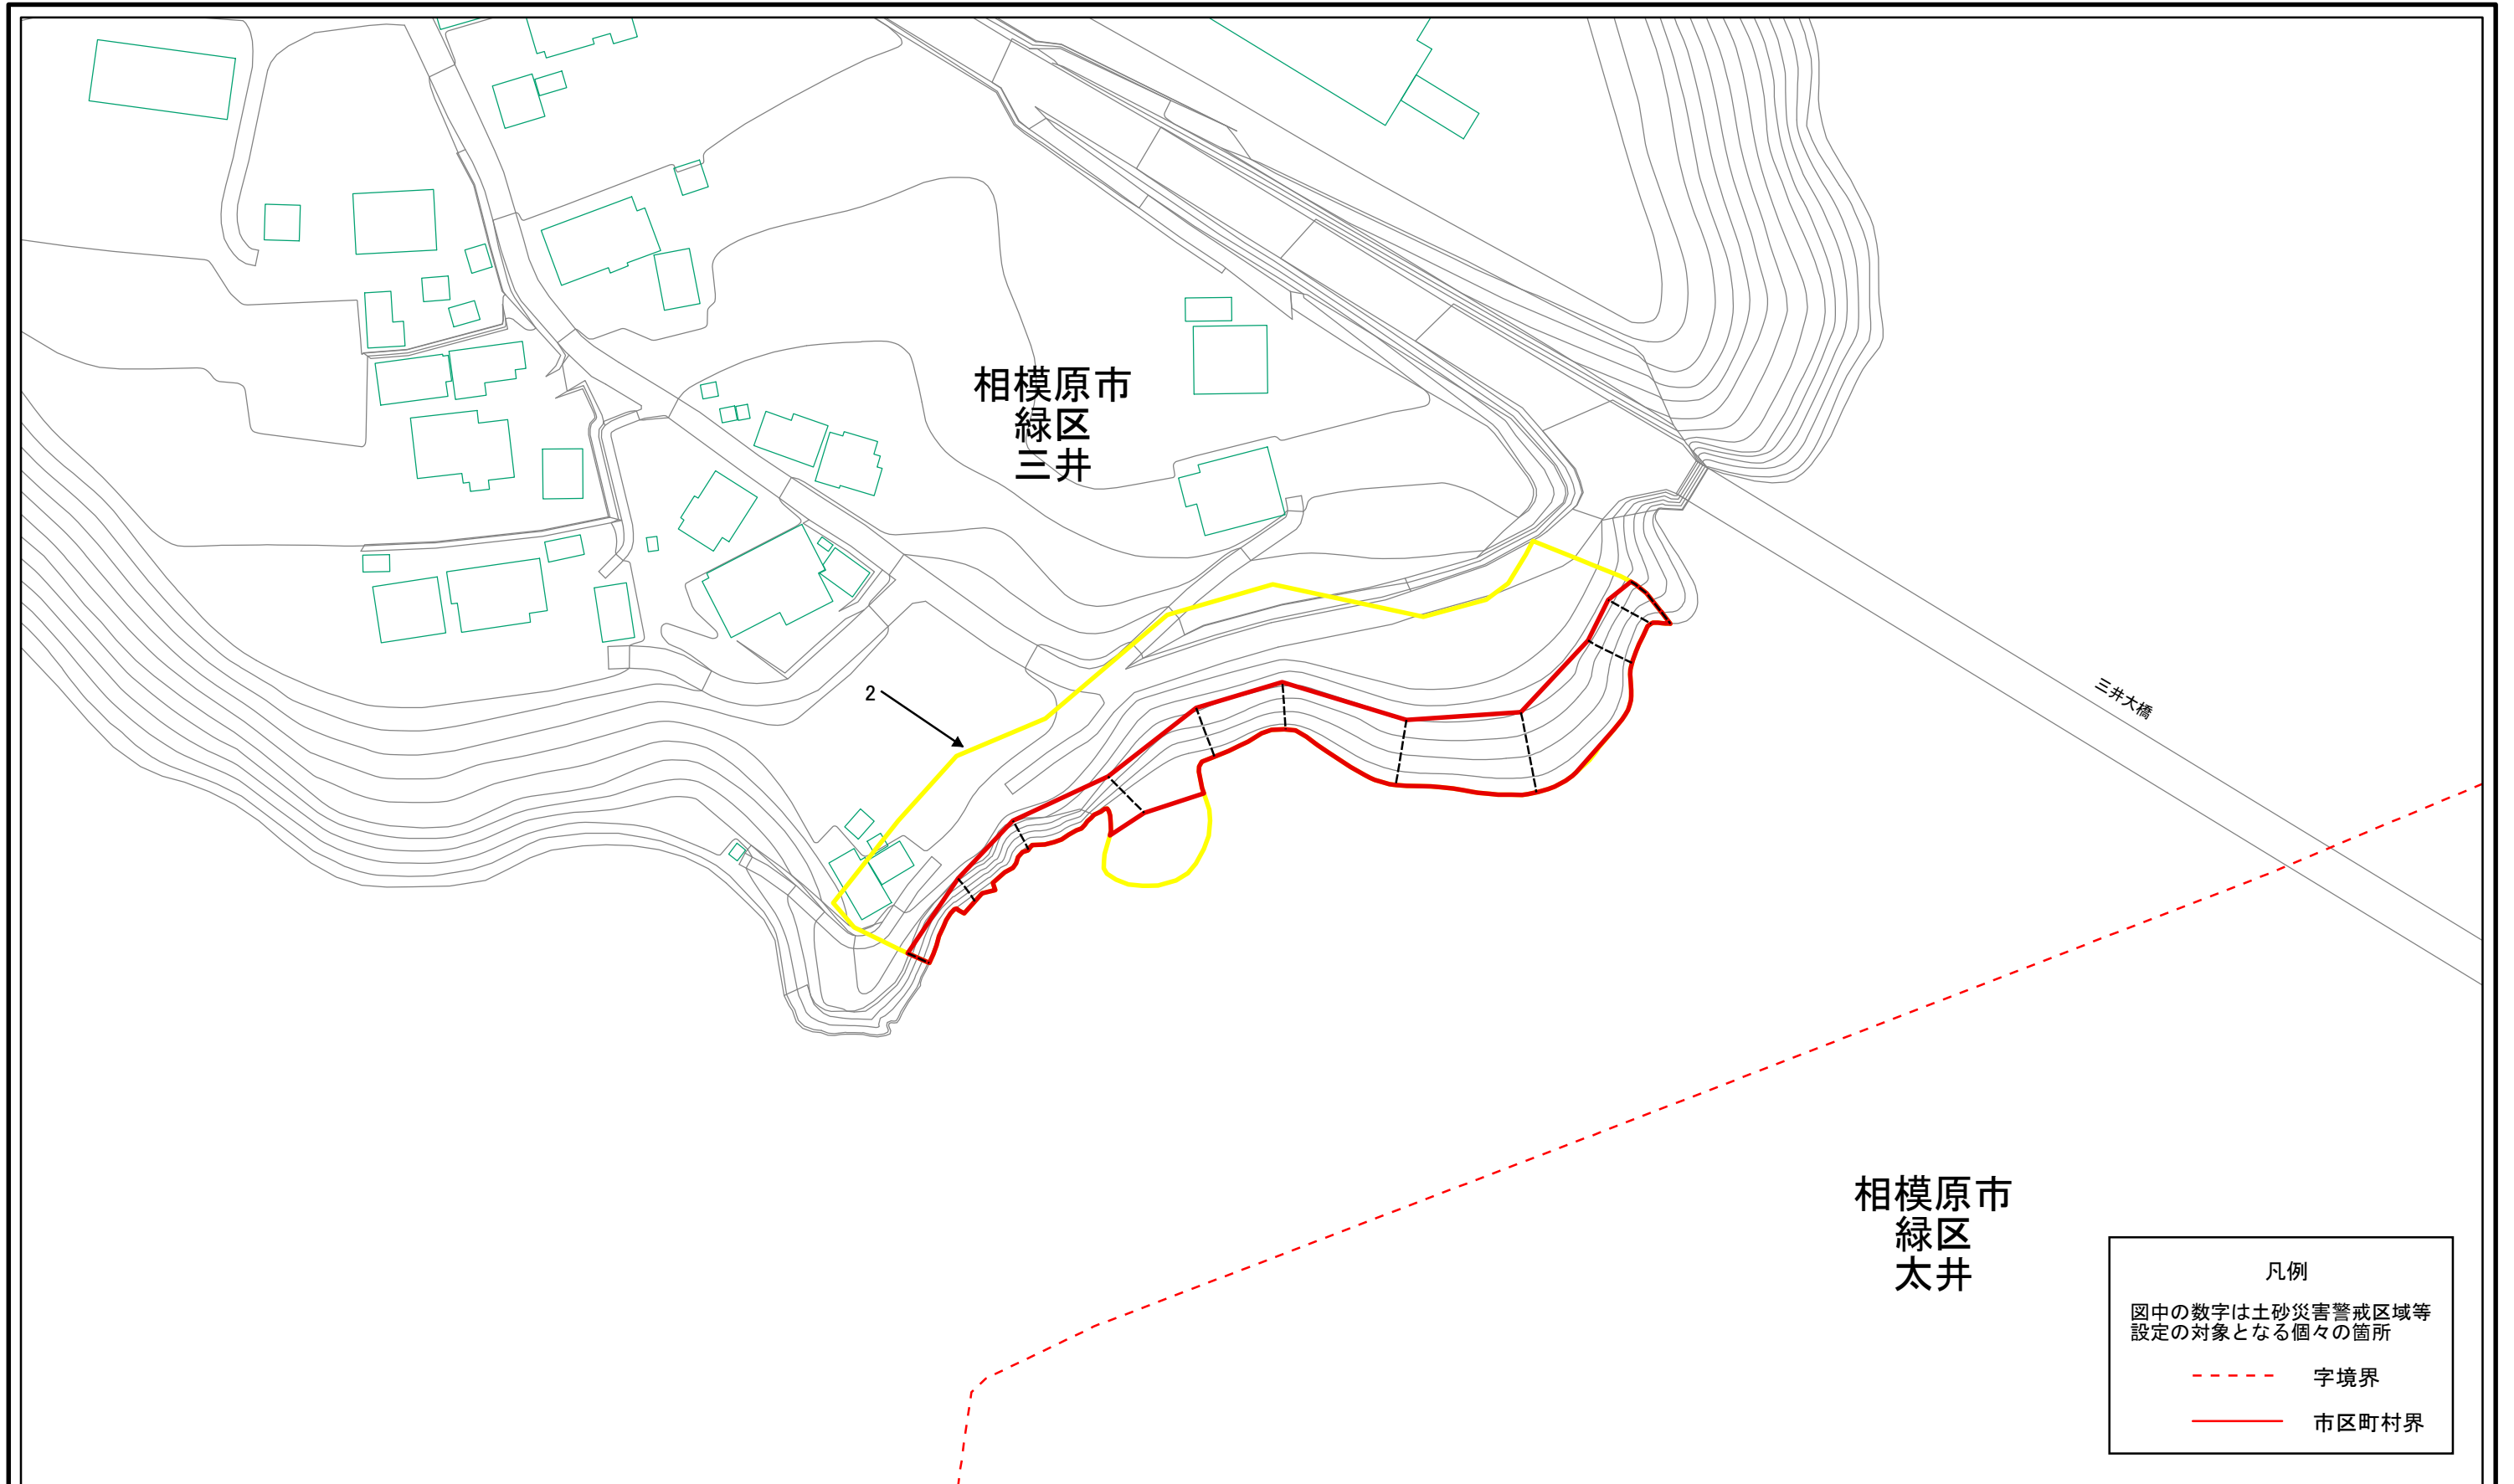 相模原市
緑区
三井
2
三井大橋
相模原市
緑区
太井
凡例
図中の数字は土砂災害警戒区域等
設定の対象となる個々の箇所
字境界
市区町村界